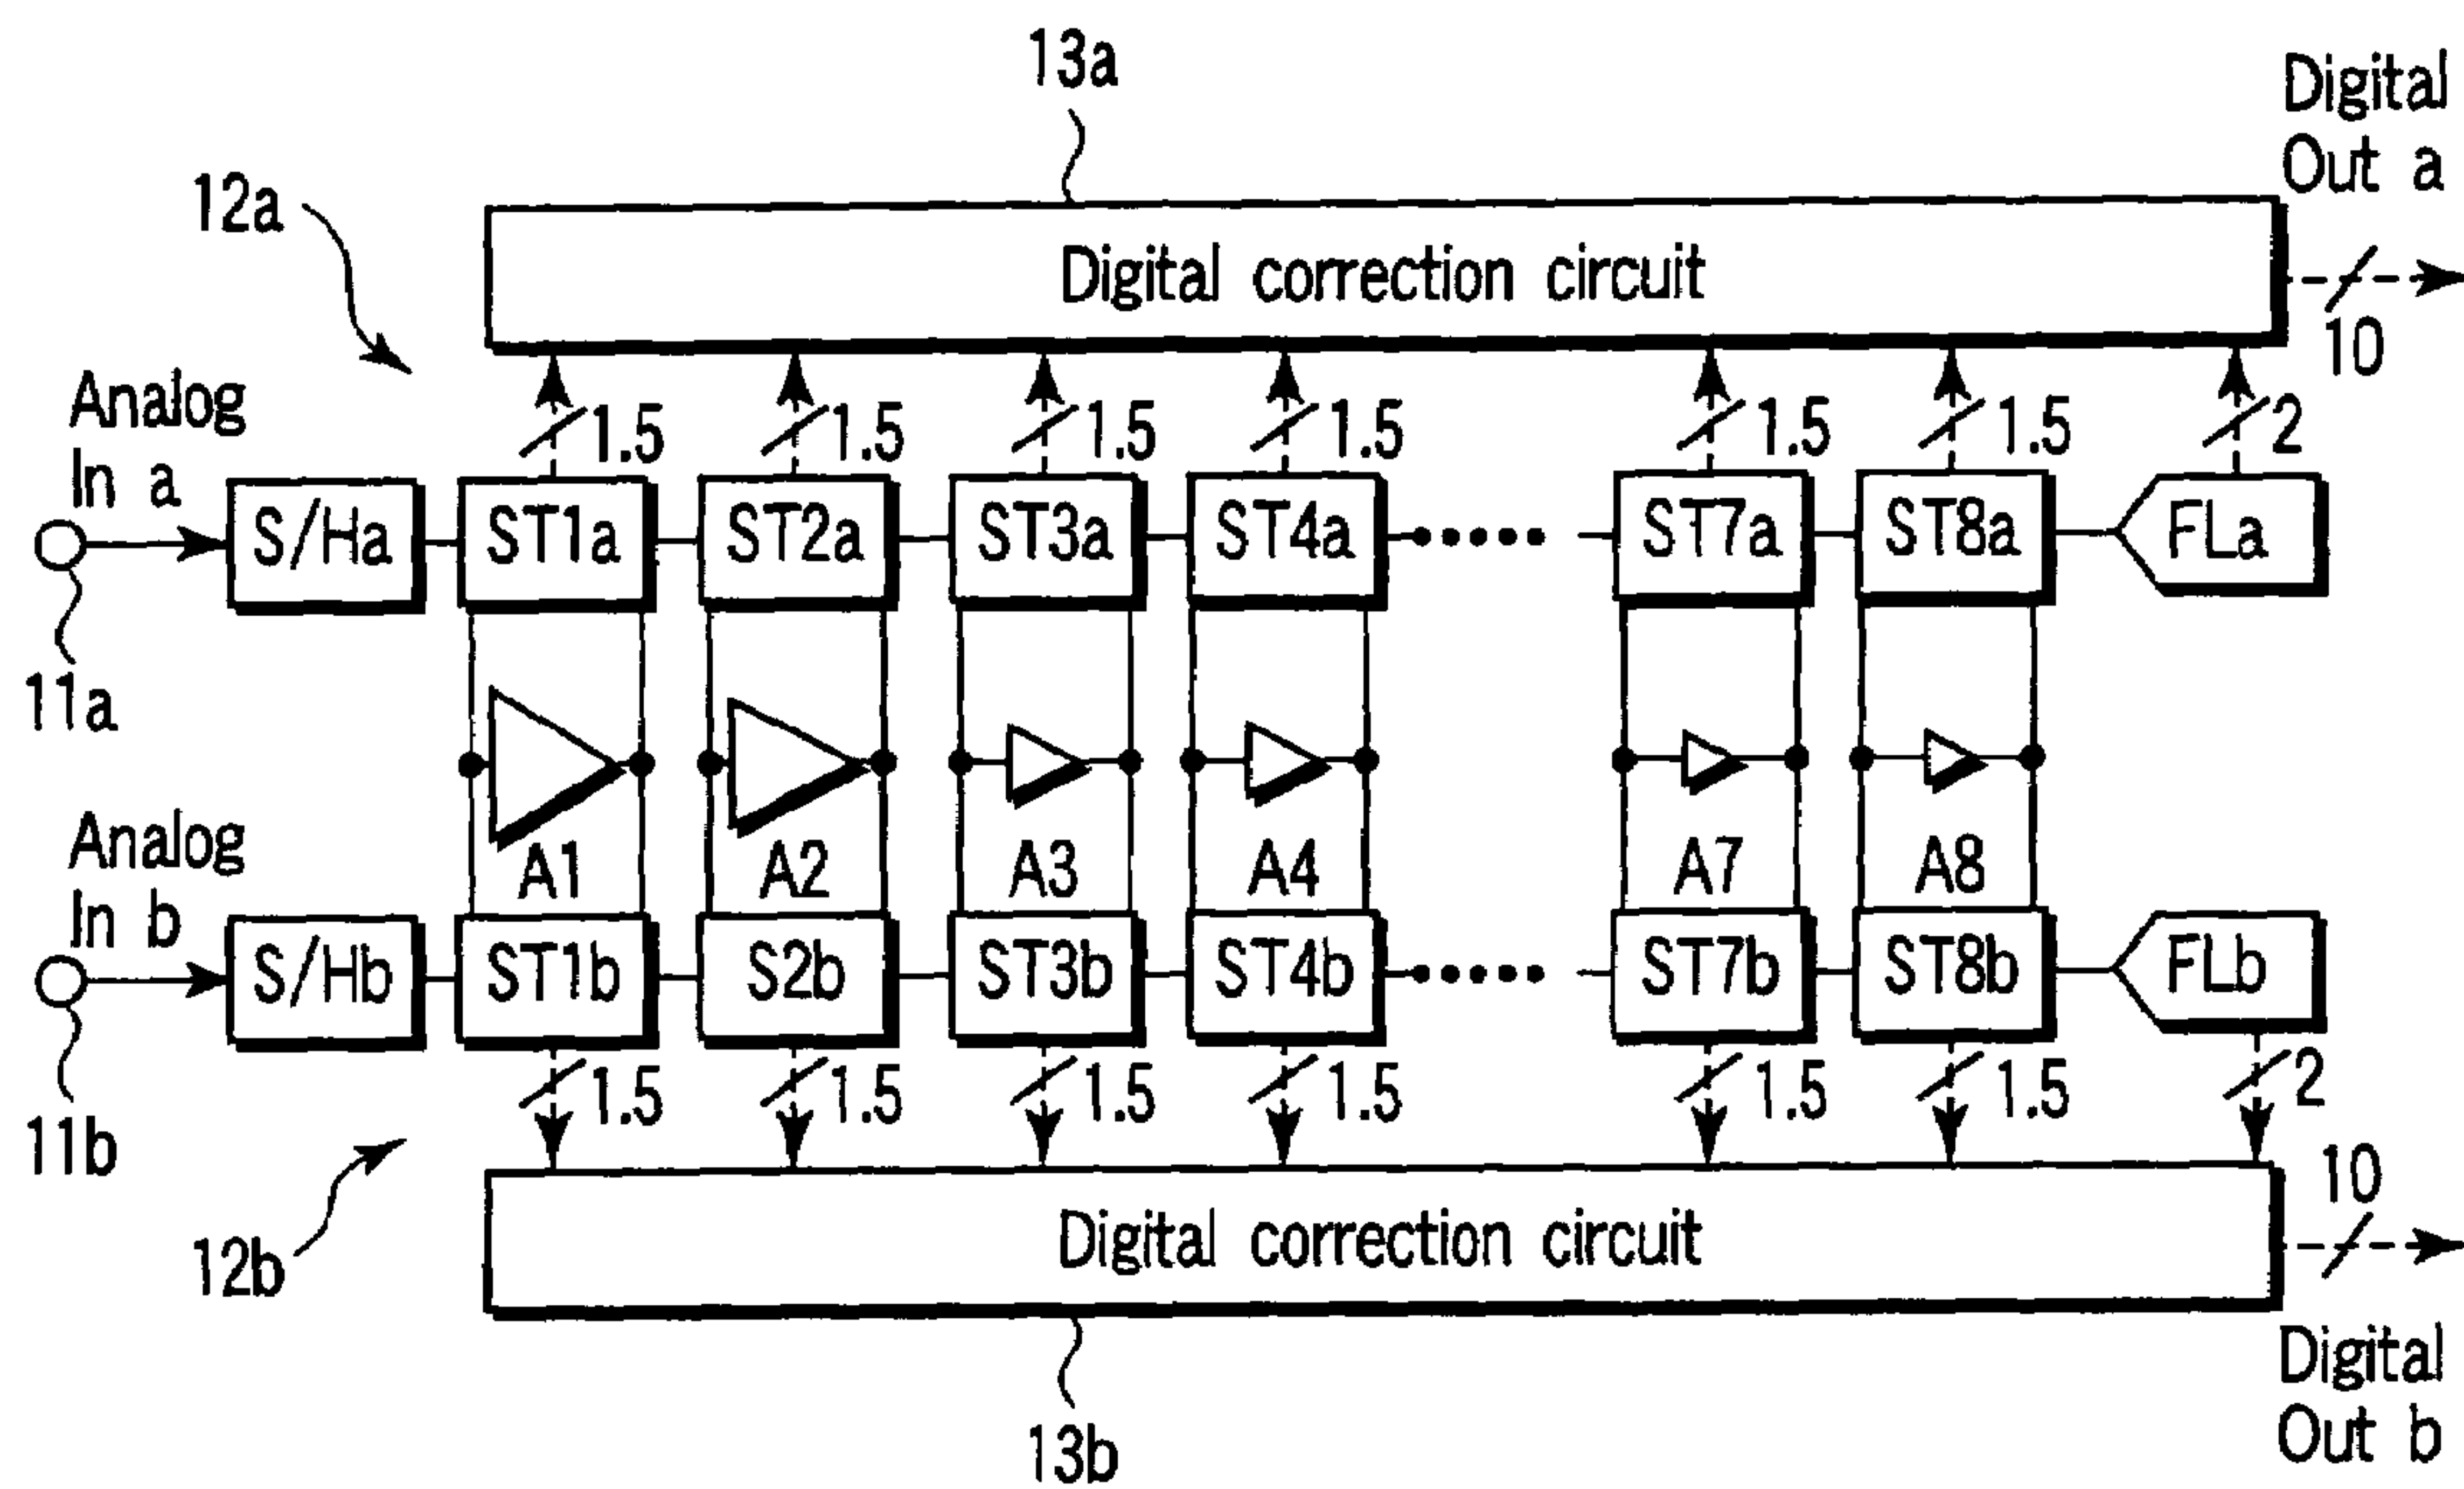 13a
Digital
Out a
12a
Digital correction circuit
10
Analog
In a
1.5 1.5 1.5 1.5 1.5 1.5 2
S/Ha ST1a ST2a ST3a ST4a ST7a ST8a FLa
11a
A1 A2 A3 A4 A7 A8
Analog
In b
S/Hb ST1b S2b ST3b ST4b ST7b ST8b FLb
1.5 1.5 1.5 1.5 1.5 1.5 2
11b
10
12b
Digital correction circuit
Digital
Out b
13b